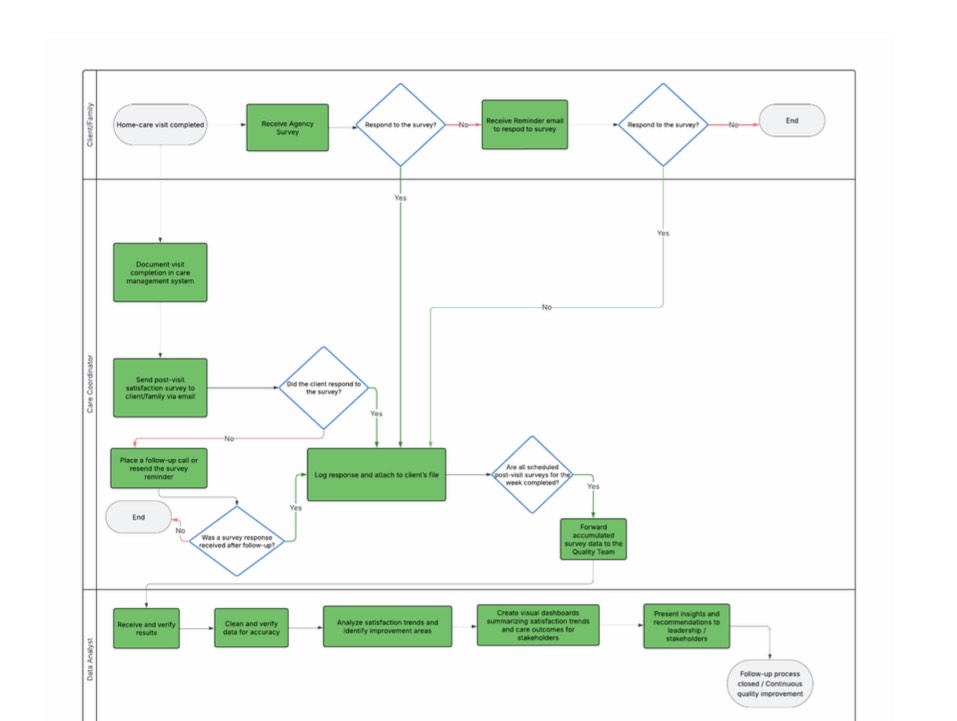 Client/Family
Home-care visit completed
Receive Agency
Survey
Respond to the survey?
No
Receive Reminder email
to respod to survey
Respond to the survey?
No
End
Yes
Yes
No
Care Coordinator
Document visit
completion in care
management system
Send post-visit
satisfaction survey to
client/family via email
Did the client respond to
the survey?
Yes
No
Place a follow-up call or
resend the survey
reminder
End
No
Was a survey response
received after follow-up?
Yes
Log response and attach to client's file
Are all scheduled
post-visit surveys for the
week completed?
Yes
Forward
accumulated
survey data to the
Quality Team
Data Analyst
Receive and verify
results
Clean and verify
data for accuracy
Analyze satisfaction trends and
identify improvement areas
Create visual dashboards
summarizing satisfaction trends
and care outcomes for
stakeholders
Present insights and
recommendations to
leadership /
stakeholders
Follow-up process
closed / Continuous
quality improvement